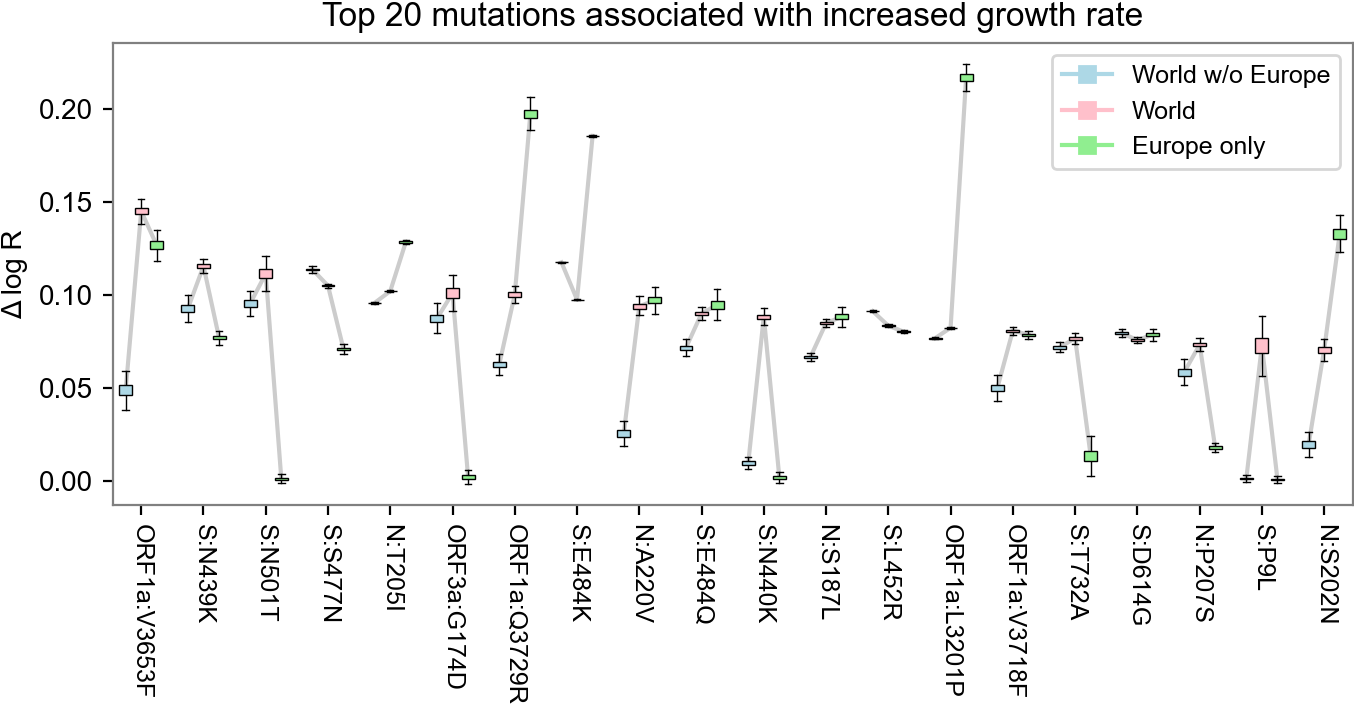 Top 20 mutations associated with increased growth rate
World w/o Europe
World
Europe only
Δ log R
0.20
0.15
0.10
0.05
0.00
ORF1a:V3653F
S:N439K
S:N501T
S:S477N
N:T205I
ORF3a:G174D
ORF1a:Q3729R
S:E484K
N:A220V
S:E484Q
S:N440K
N:S187L
S:L452R
ORF1a:L3201P
ORF1a:V3718F
S:T732A
S:D614G
N:P207S
S:P9L
N:S202N